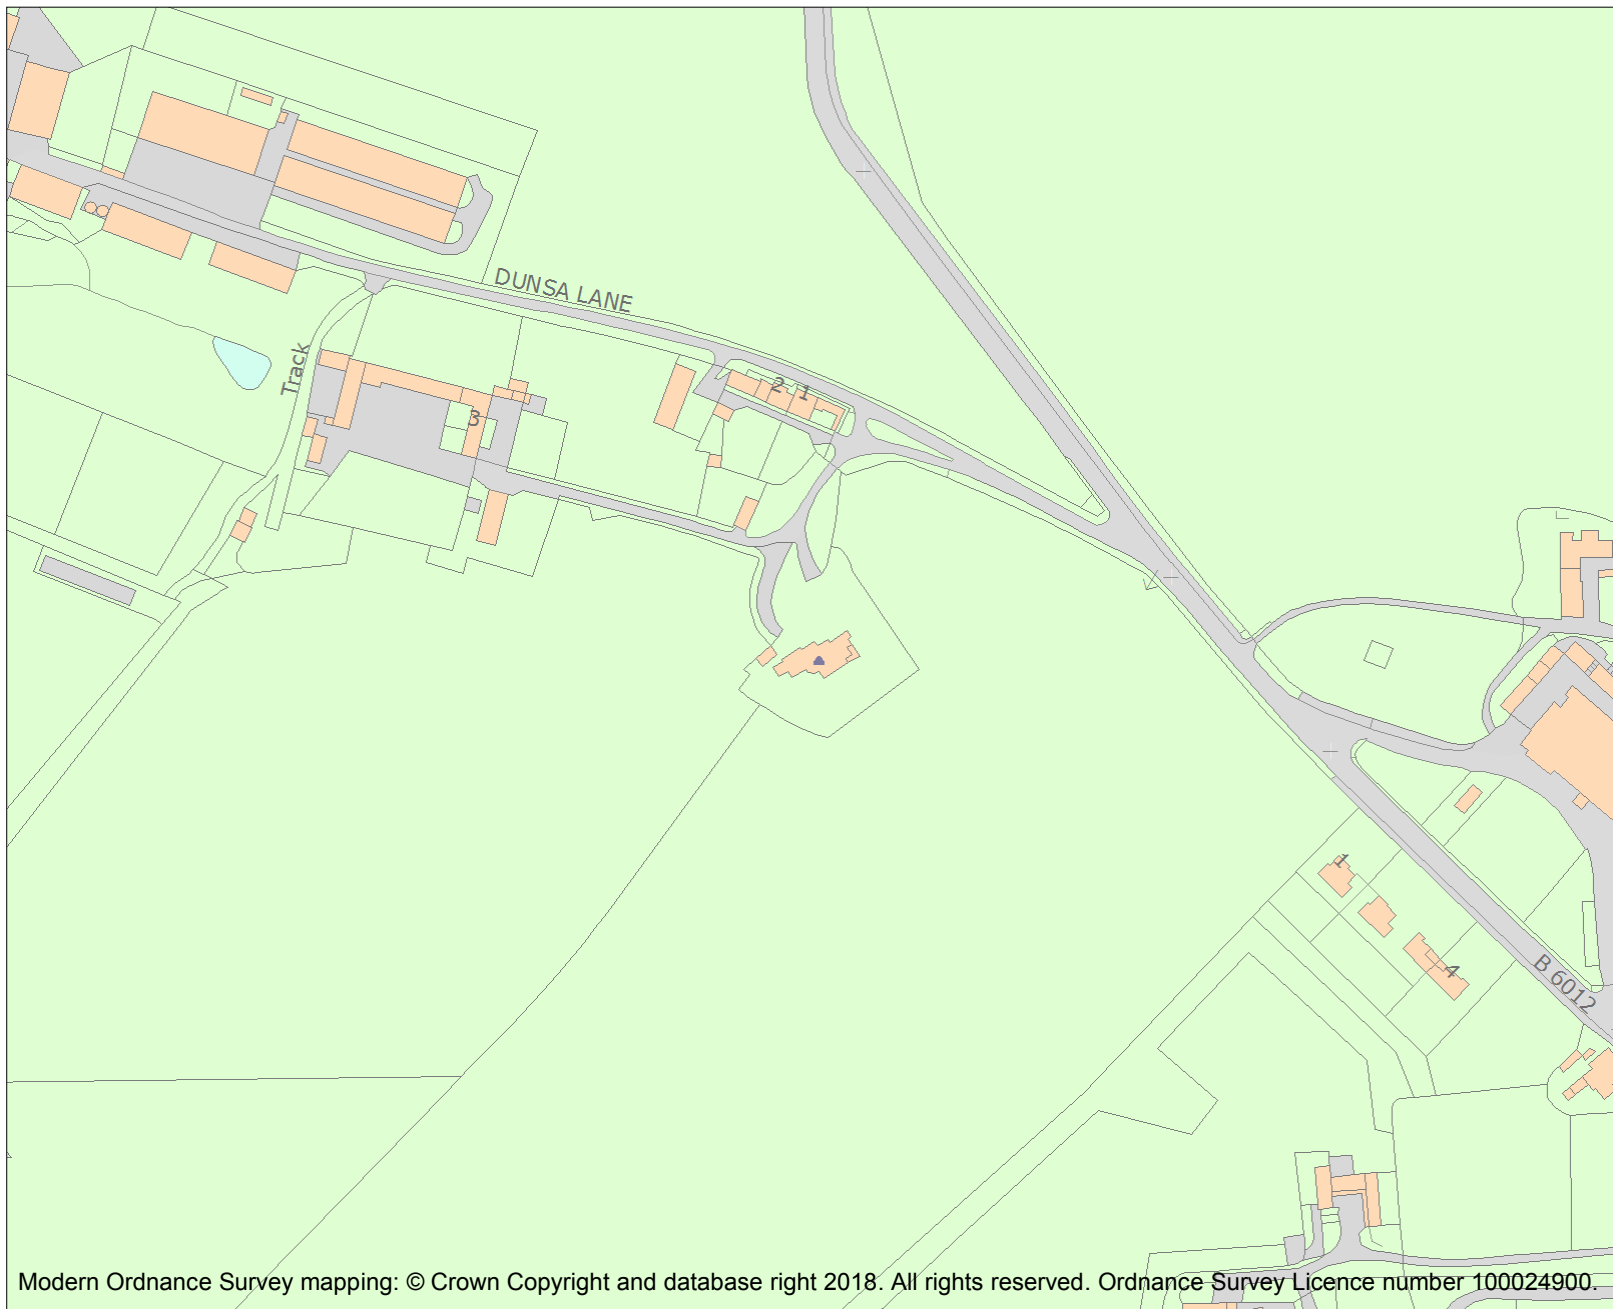 DUNSA LANE
Track
2
1
3
1
4
B 6012
Modern Ordnance Survey mapping: © Crown Copyright and database right 2018. All rights reserved. Ordnance Survey Licence number 100024900.